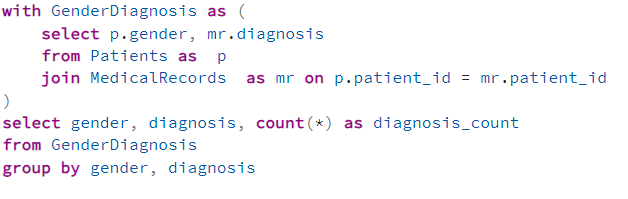 with GenderDiagnosis as (
    select p.gender, mr.diagnosis
    from Patients as  p
    join MedicalRecords  as mr on p.patient_id = mr.patient_id
)
select gender, diagnosis, count(*) as diagnosis_count
from GenderDiagnosis
group by gender, diagnosis